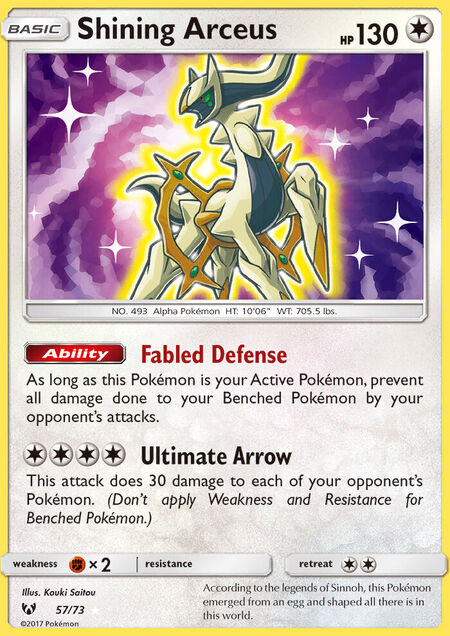 BASIC Shining Arceus HP 130
NO. 493 Alpha Pokémon HT: 10'06" WT: 705.5 lbs.
Ability Fabled Defense
As long as this Pokémon is your Active Pokémon, prevent
all damage done to your Benched Pokémon by your
opponent's attacks.
Ultimate Arrow
This attack does 30 damage to each of your opponent's
Pokémon. (Don't apply Weakness and Resistance for
Benched Pokémon.)
weakness × 2 resistance retreat
Illus. Kouki Saitou
57/73
©2017 Pokémon
According to the legends of Sinnoh, this Pokémon
emerged from an egg and shaped all there is in
this world.